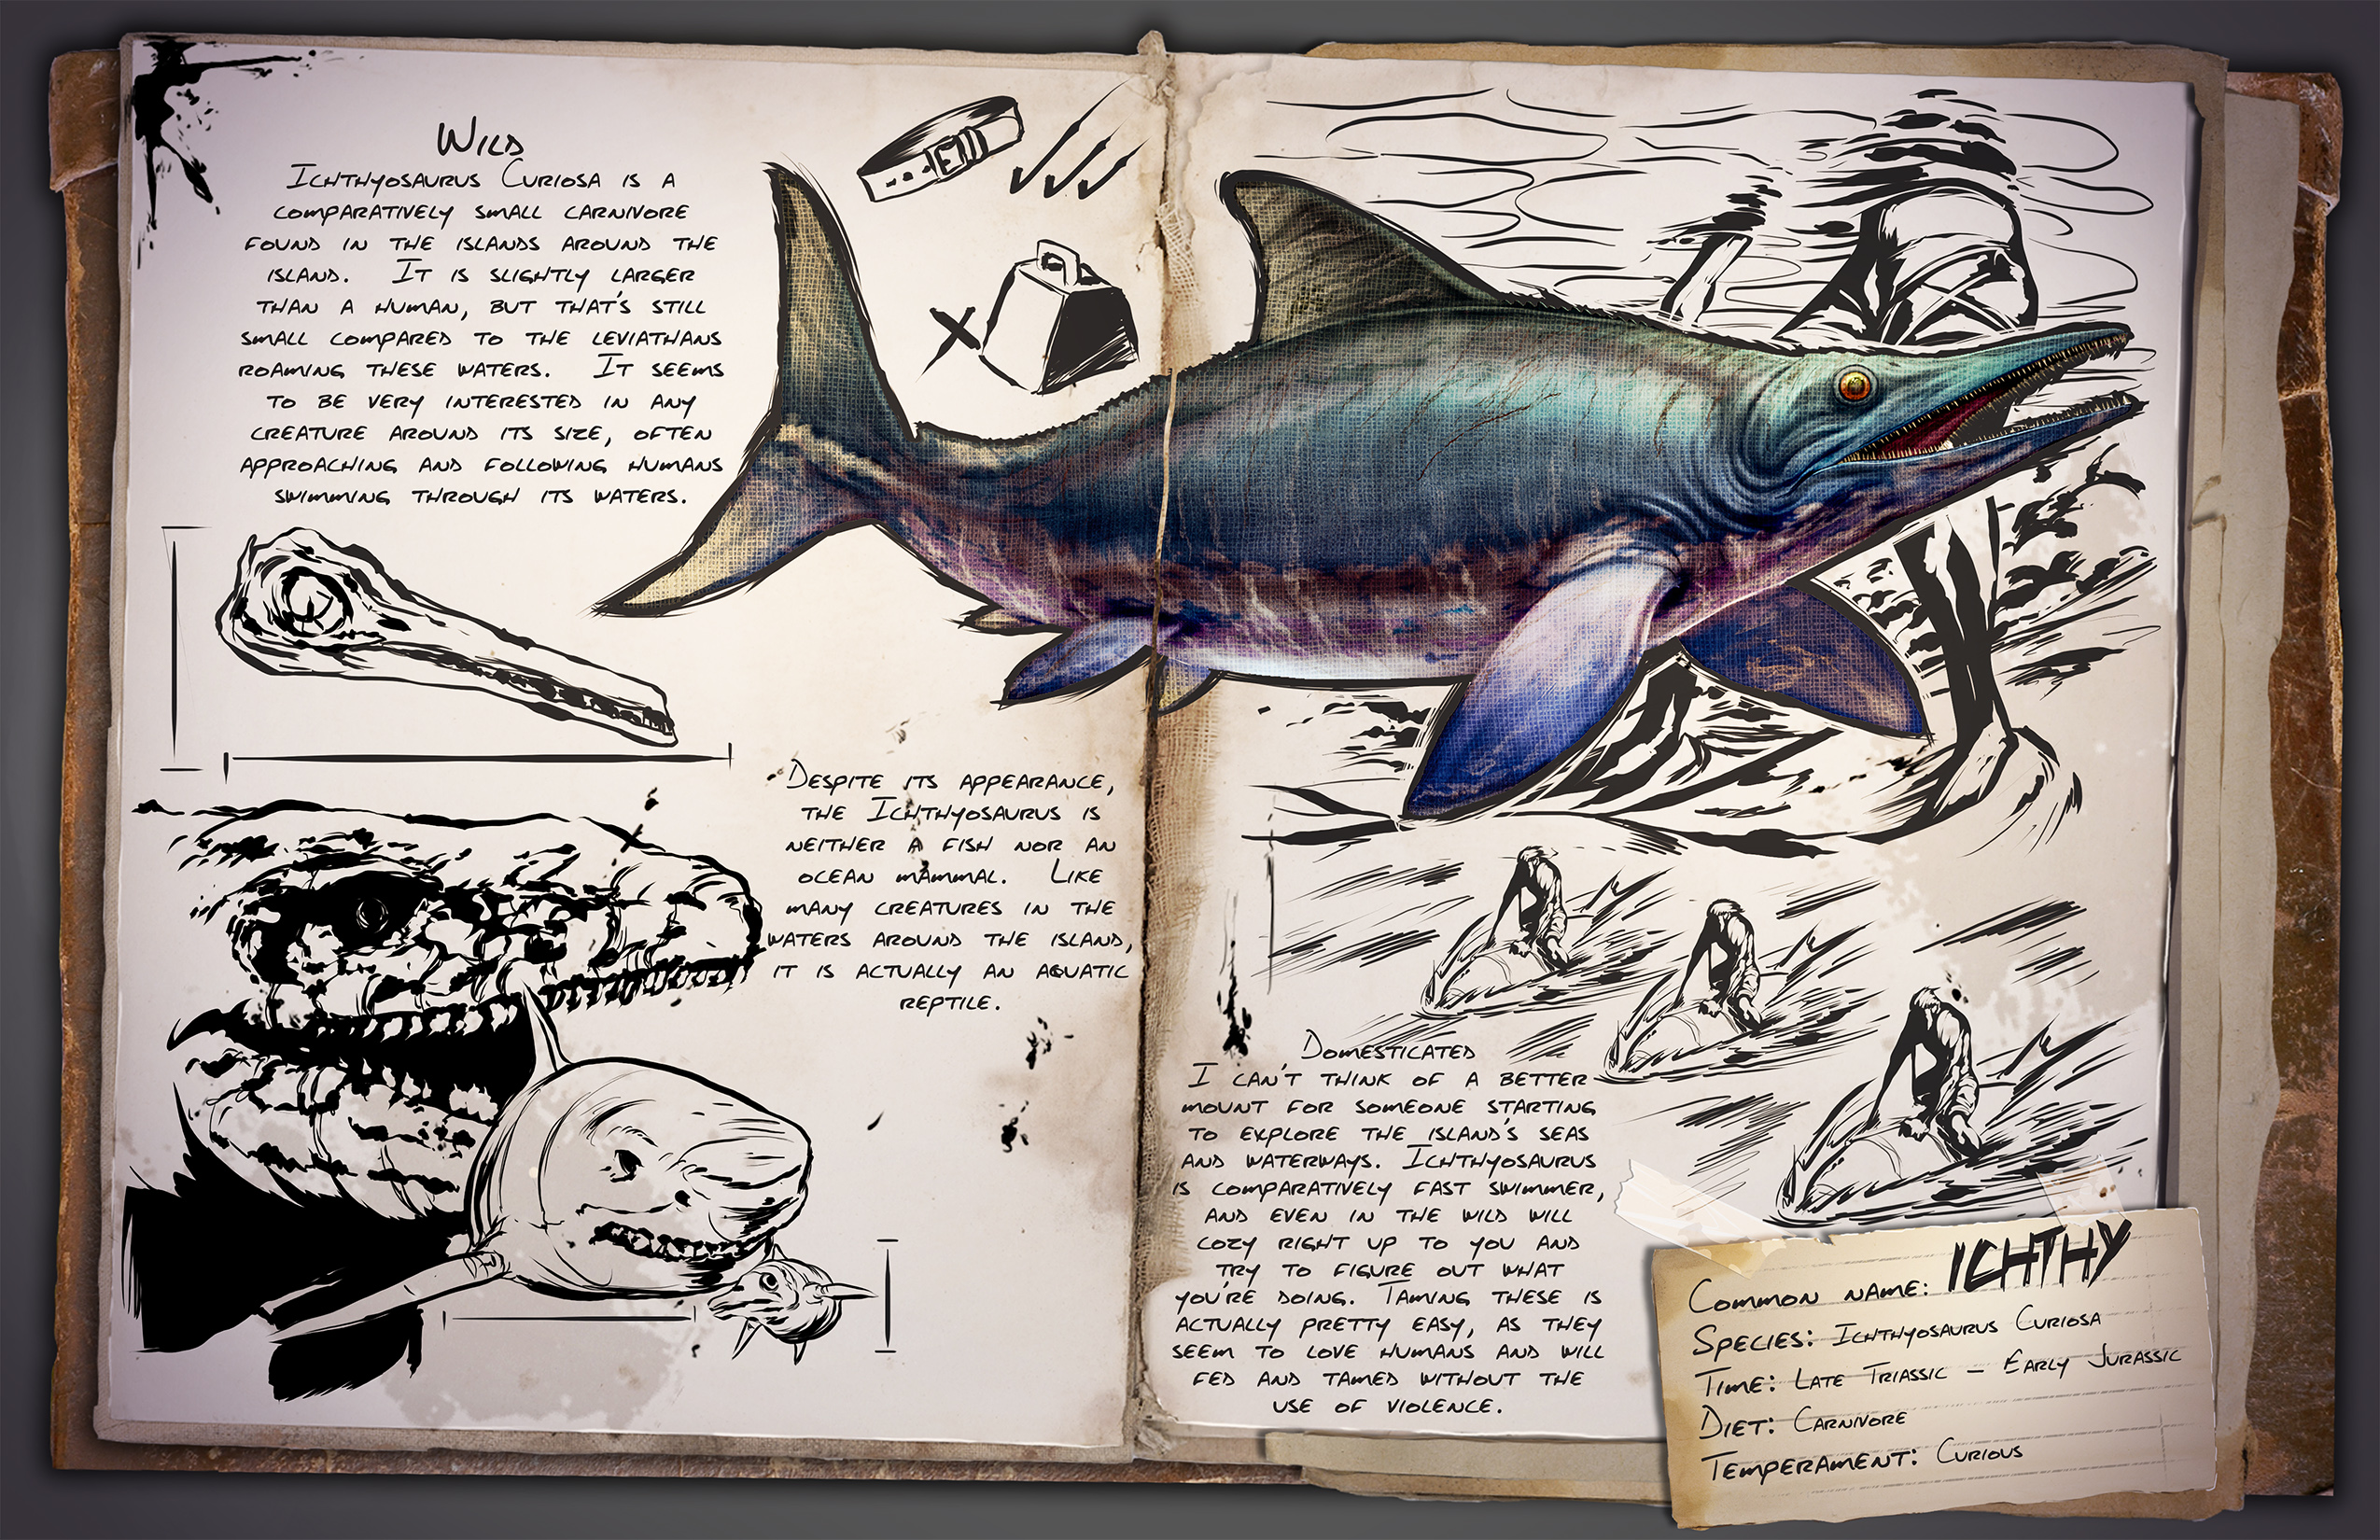 Wild
Ichthyosaurus Curiosa is a
comparatively small carnivore
found in the islands around the
island. It is slightly larger
than a human, but that's still
small compared to the leviathans
roaming these waters. It seems
to be very interested in any
creature around its size, often
approaching and following humans
swimming through its waters.
Despite its appearance,
the Ichthyosaurus is
neither a fish nor an
ocean mammal. Like
many creatures in the
waters around the island,
it is actually an aquatic
reptile.
Domesticated
I can't think of a better
mount for someone starting
to explore the island's seas
and waterways. Ichthyosaurus
is comparatively fast swimmer,
and even in the wild will
cozy right up to you and
try to figure out what
you're doing. Taming these is
actually pretty easy, as they
seem to love humans and will
fed and tamed without the
use of violence.
Common name: ICHTHY
Species: Ichthyosaurus Curiosa
Time: Late Triassic – Early Jurassic
Diet: Carnivore
Temperament: Curious